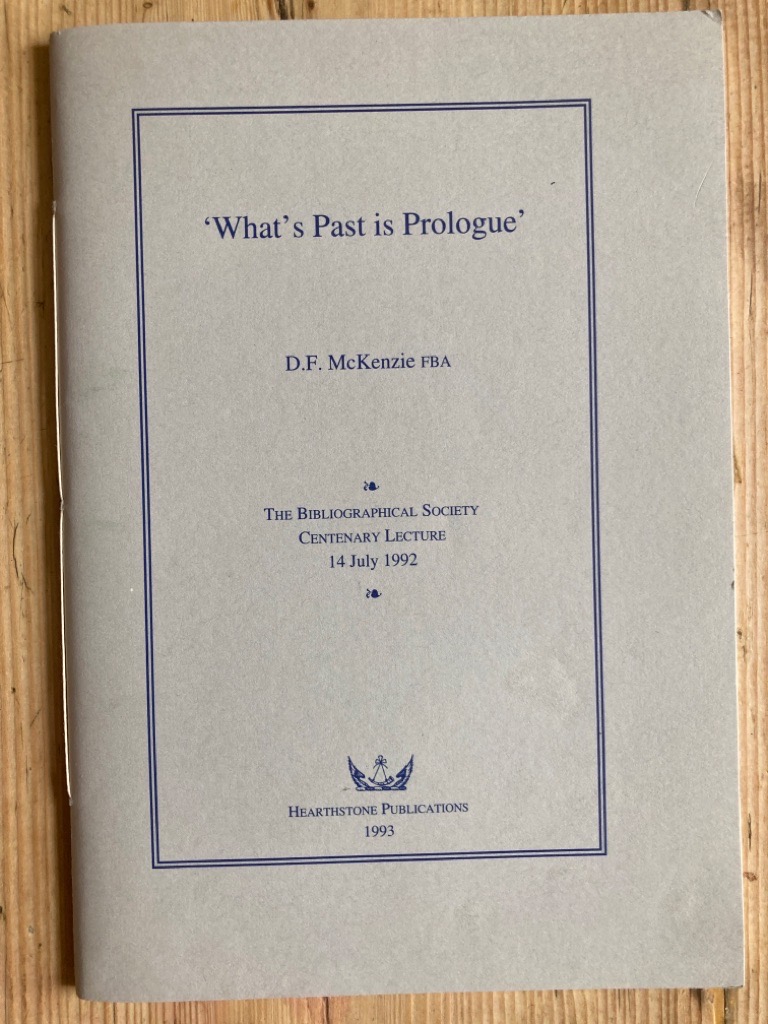 ‘What’s Past is Prologue’
D.F. McKenzie FBA
The Bibliographical Society
Centenary Lecture
14 July 1992
Hearthstone Publications
1993